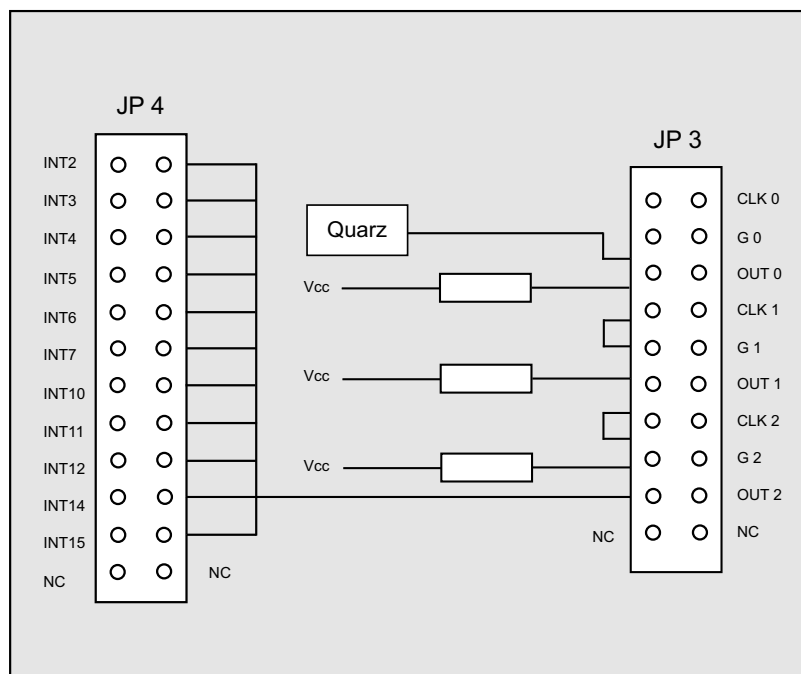 JP 4
INT2
INT3
INT4
INT5
INT6
INT7
INT10
INT11
INT12
INT14
INT15
NC
NC
Quarz
Vcc
Vcc
Vcc
JP 3
CLK 0
G 0
OUT 0
CLK 1
G 1
OUT 1
CLK 2
G 2
OUT 2
NC
NC